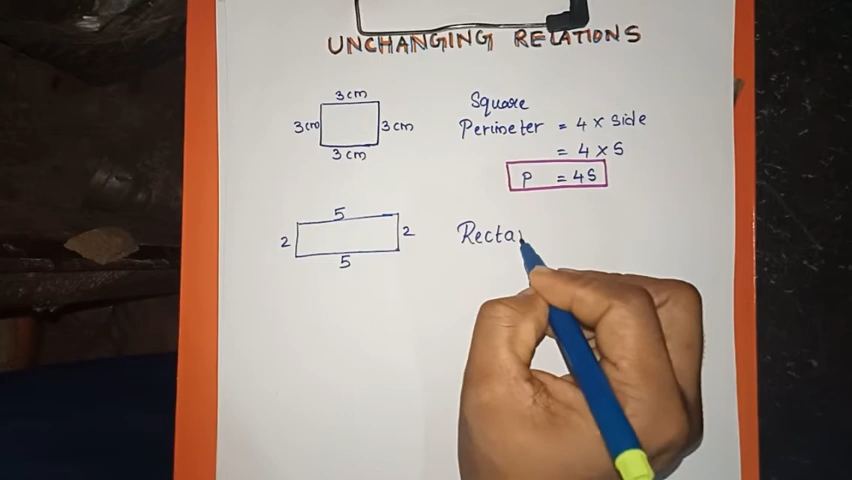 UNCHANGING RELATIONS
3cm
3cm 3cm
3cm
Square
Perimeter = 4 × side
= 4 × S
P = 4S
5
2 2
5
Recta